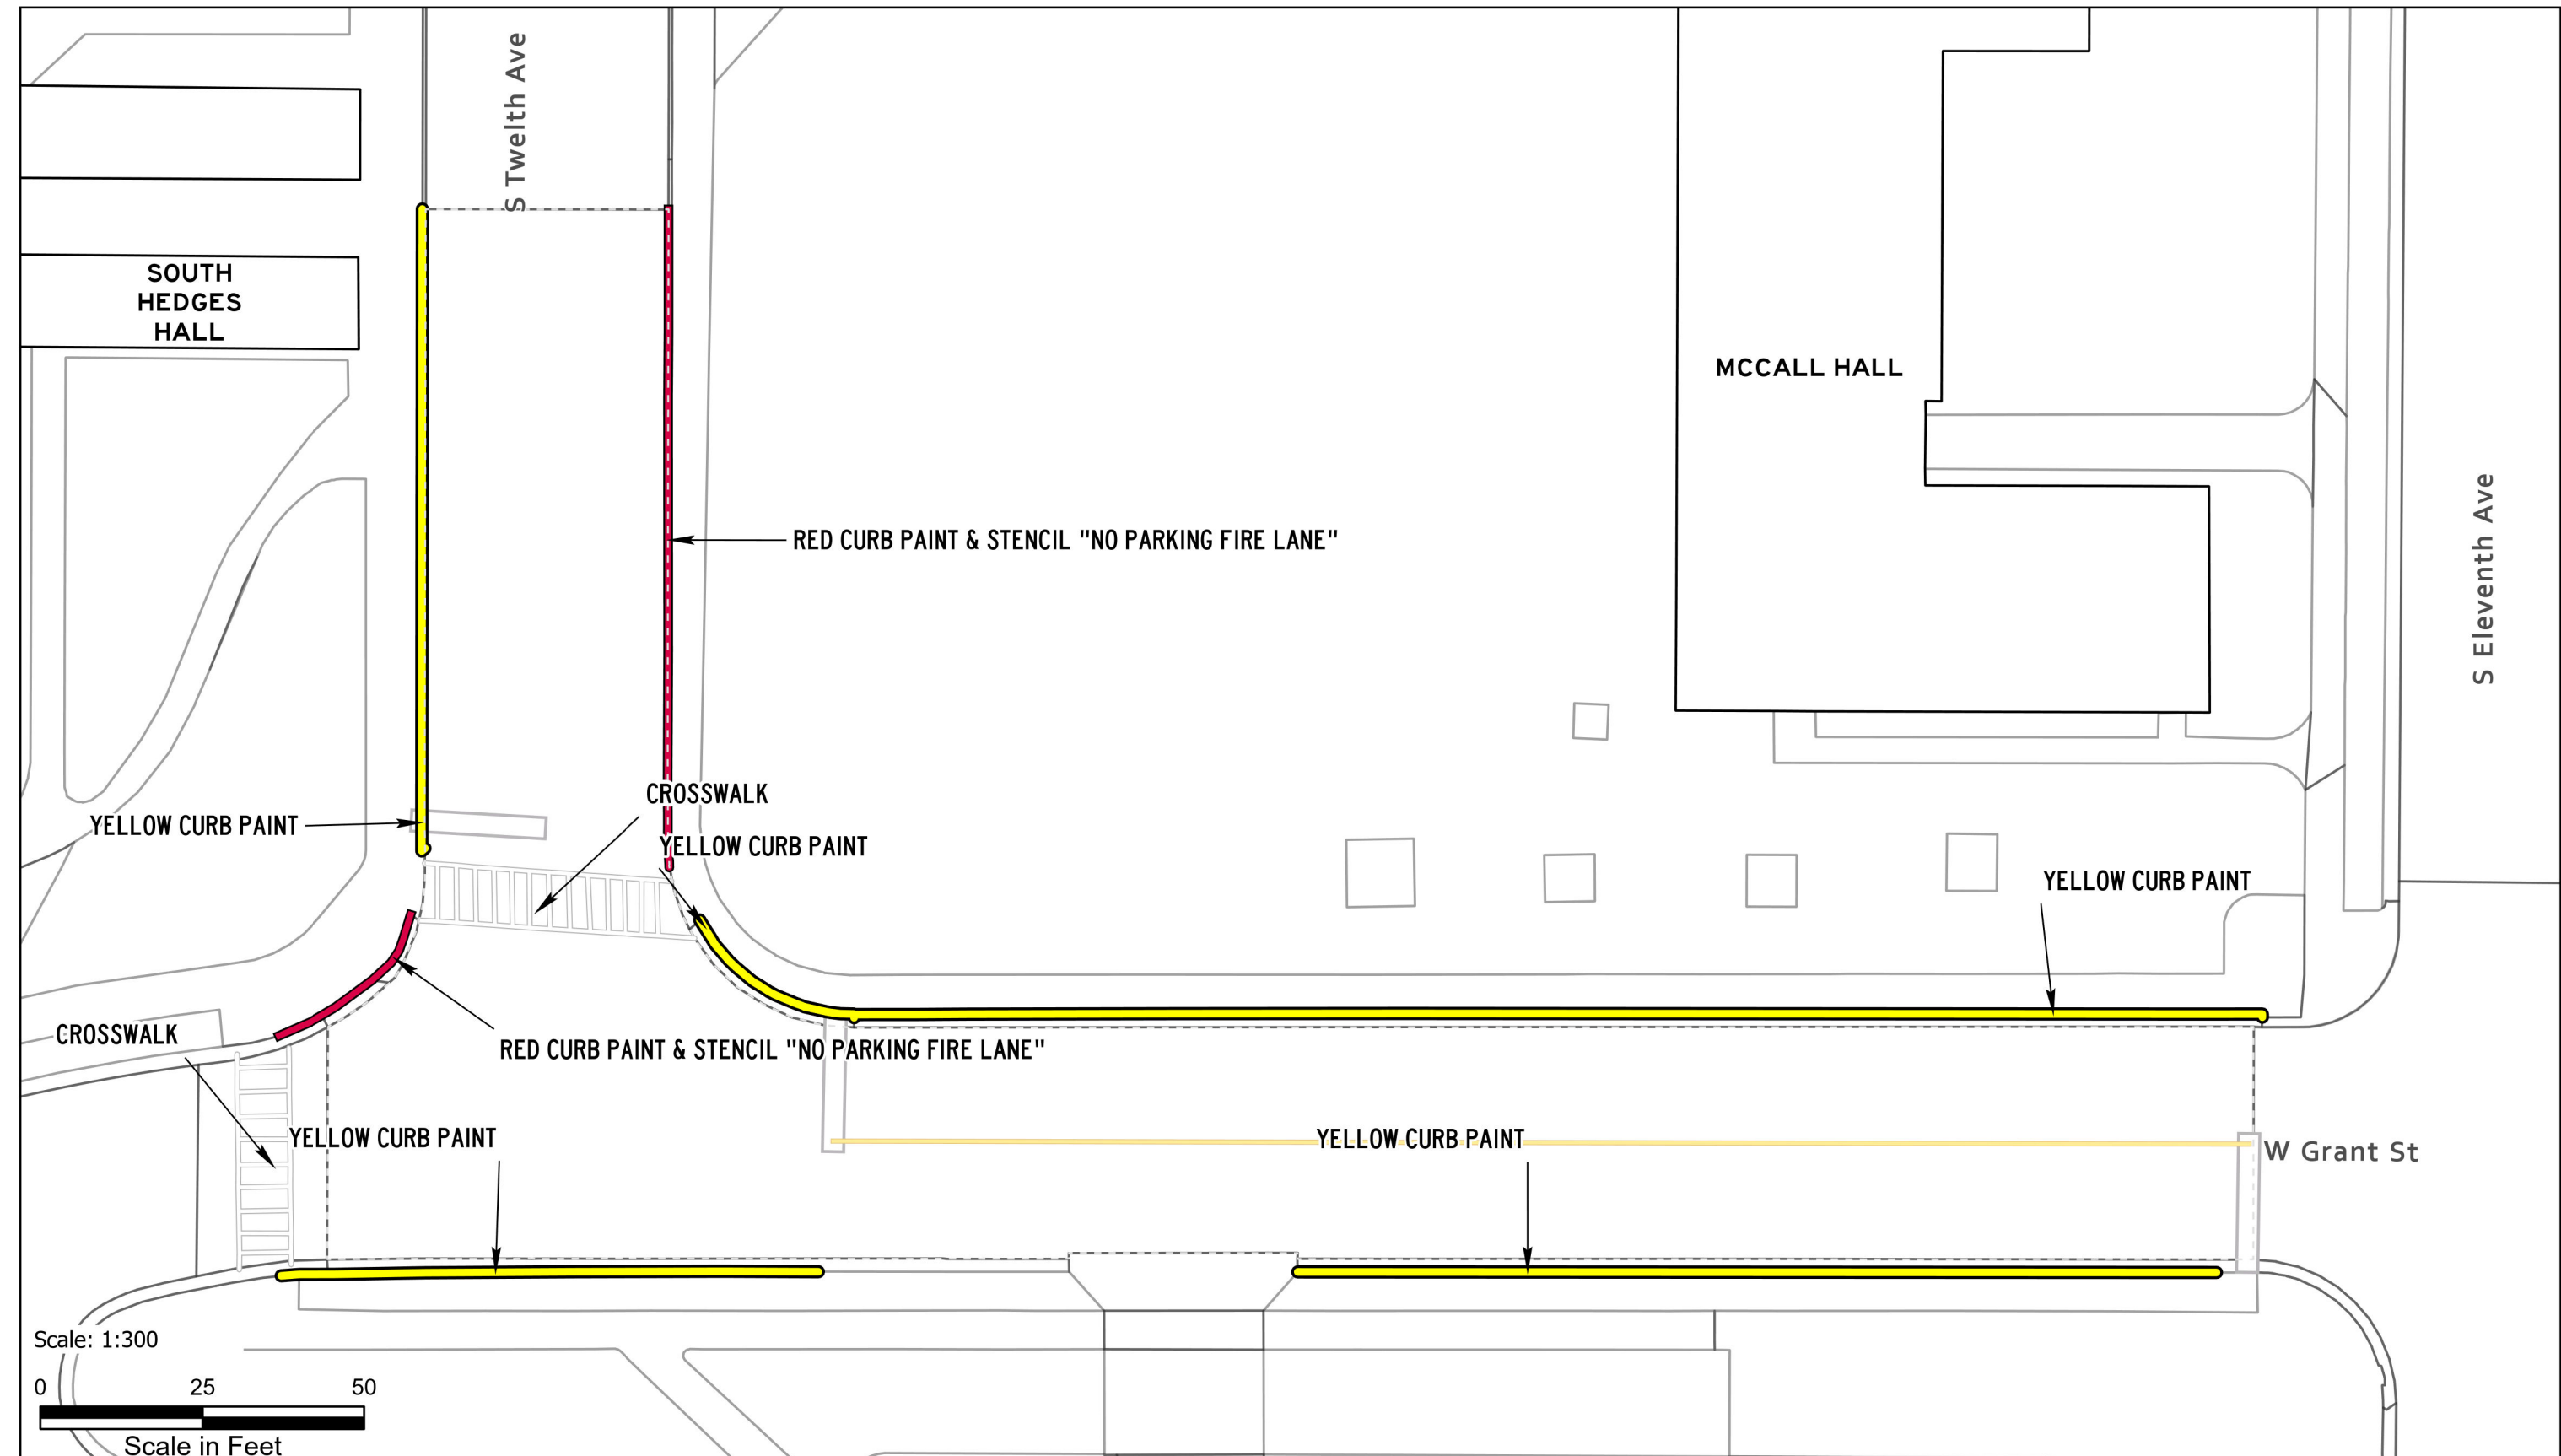 S Twelth Ave
SOUTH
HEDGES
HALL
MCCALL HALL
S Eleventh Ave
RED CURB PAINT & STENCIL "NO PARKING FIRE LANE"
CROSSWALK
YELLOW CURB PAINT
YELLOW CURB PAINT
YELLOW CURB PAINT
CROSSWALK
RED CURB PAINT & STENCIL "NO PARKING FIRE LANE"
YELLOW CURB PAINT
YELLOW CURB PAINT
W Grant St
Scale: 1:300
0 25 50
Scale in Feet